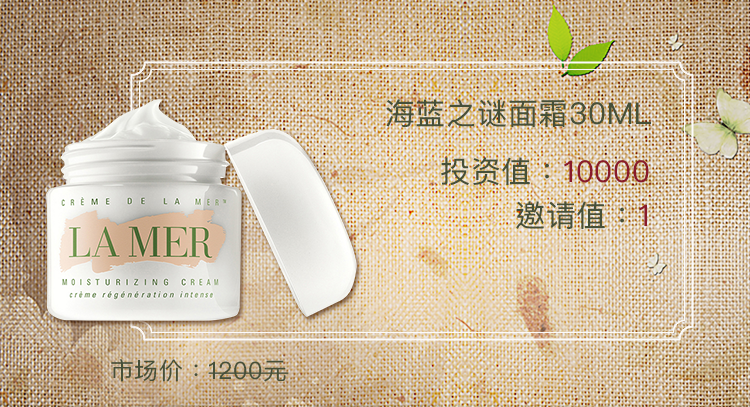 海蓝之谜面霜30ML
投资值：10000
邀请值：1
CRÈME DE LA MER
LA MER
MOISTURIZING CREAM
crème régénération intense
市场价：1200元